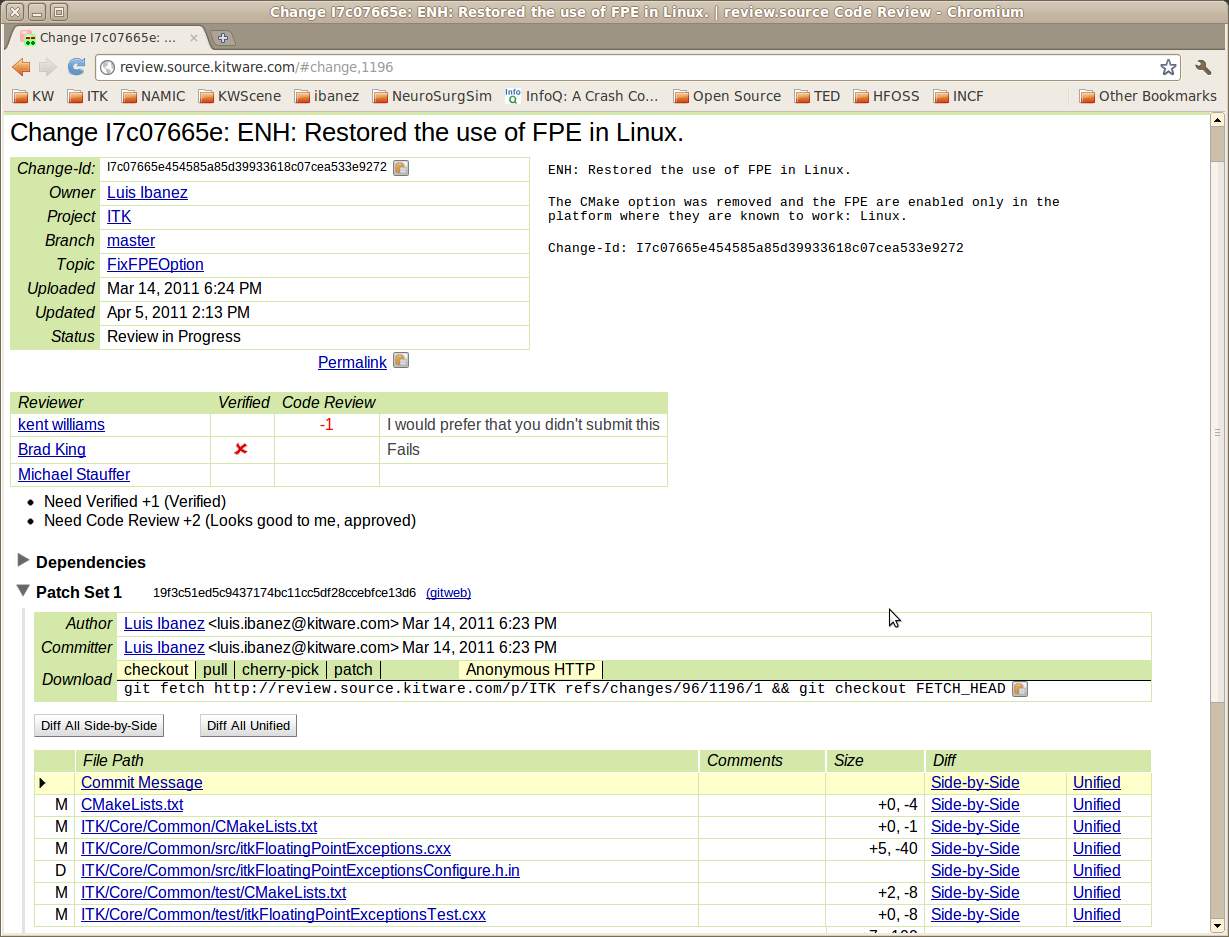 Change I7c07665e: ENH: Restored the use of FPE in Linux. | review.source Code Review - Chromium
Change I7c07665e: ...
review.source.kitware.com/#change,1196
KW ITK NAMIC KWScene ibanez NeuroSurgSim InfoQ: A Crash Co... Open Source TED HFOSS INCF Other Bookmarks
Change I7c07665e: ENH: Restored the use of FPE in Linux.
Change-Id: I7c07665e454585a85d39933618c07cea533e9272
Owner Luis Ibanez
Project ITK
Branch master
Topic FixFPEOption
Uploaded Mar 14, 2011 6:24 PM
Updated Apr 5, 2011 2:13 PM
Status Review in Progress
Permalink
ENH: Restored the use of FPE in Linux.
The CMake option was removed and the FPE are enabled only in the
platform where they are known to work: Linux.
Change-Id: I7c07665e454585a85d39933618c07cea533e9272
Reviewer Verified Code Review
kent williams -1 I would prefer that you didn't submit this
Brad King Fails
Michael Stauffer
Need Verified +1 (Verified)
Need Code Review +2 (Looks good to me, approved)
Dependencies
Patch Set 1 19f3c51ed5c9437174bc11cc5df28ccebfce13d6 (gitweb)
Author Luis Ibanez <luis.ibanez@kitware.com> Mar 14, 2011 6:23 PM
Committer Luis Ibanez <luis.ibanez@kitware.com> Mar 14, 2011 6:23 PM
Download checkout pull cherry-pick patch Anonymous HTTP
git fetch http://review.source.kitware.com/p/ITK refs/changes/96/1196/1 && git checkout FETCH_HEAD
Diff All Side-by-Side Diff All Unified
File Path Comments Size Diff
Commit Message Side-by-Side Unified
M CMakeLists.txt +0, -4 Side-by-Side Unified
M ITK/Core/Common/CMakeLists.txt +0, -1 Side-by-Side Unified
M ITK/Core/Common/src/itkFloatingPointExceptions.cxx +5, -40 Side-by-Side Unified
D ITK/Core/Common/src/itkFloatingPointExceptionsConfigure.h.in Side-by-Side Unified
M ITK/Core/Common/test/CMakeLists.txt +2, -8 Side-by-Side Unified
M ITK/Core/Common/test/itkFloatingPointExceptionsTest.cxx +0, -8 Side-by-Side Unified